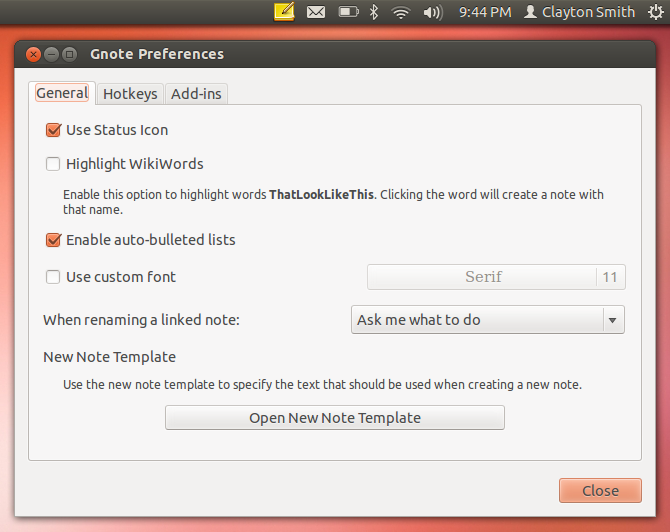 9:44 PM Clayton Smith
Gnote Preferences
General Hotkeys Add-ins
Use Status Icon
Highlight WikiWords
Enable this option to highlight words ThatLookLikeThis. Clicking the word will create a note with
that name.
Enable auto-bulleted lists
Use custom font Serif 11
When renaming a linked note: Ask me what to do
New Note Template
Use the new note template to specify the text that should be used when creating a new note.
Open New Note Template
Close